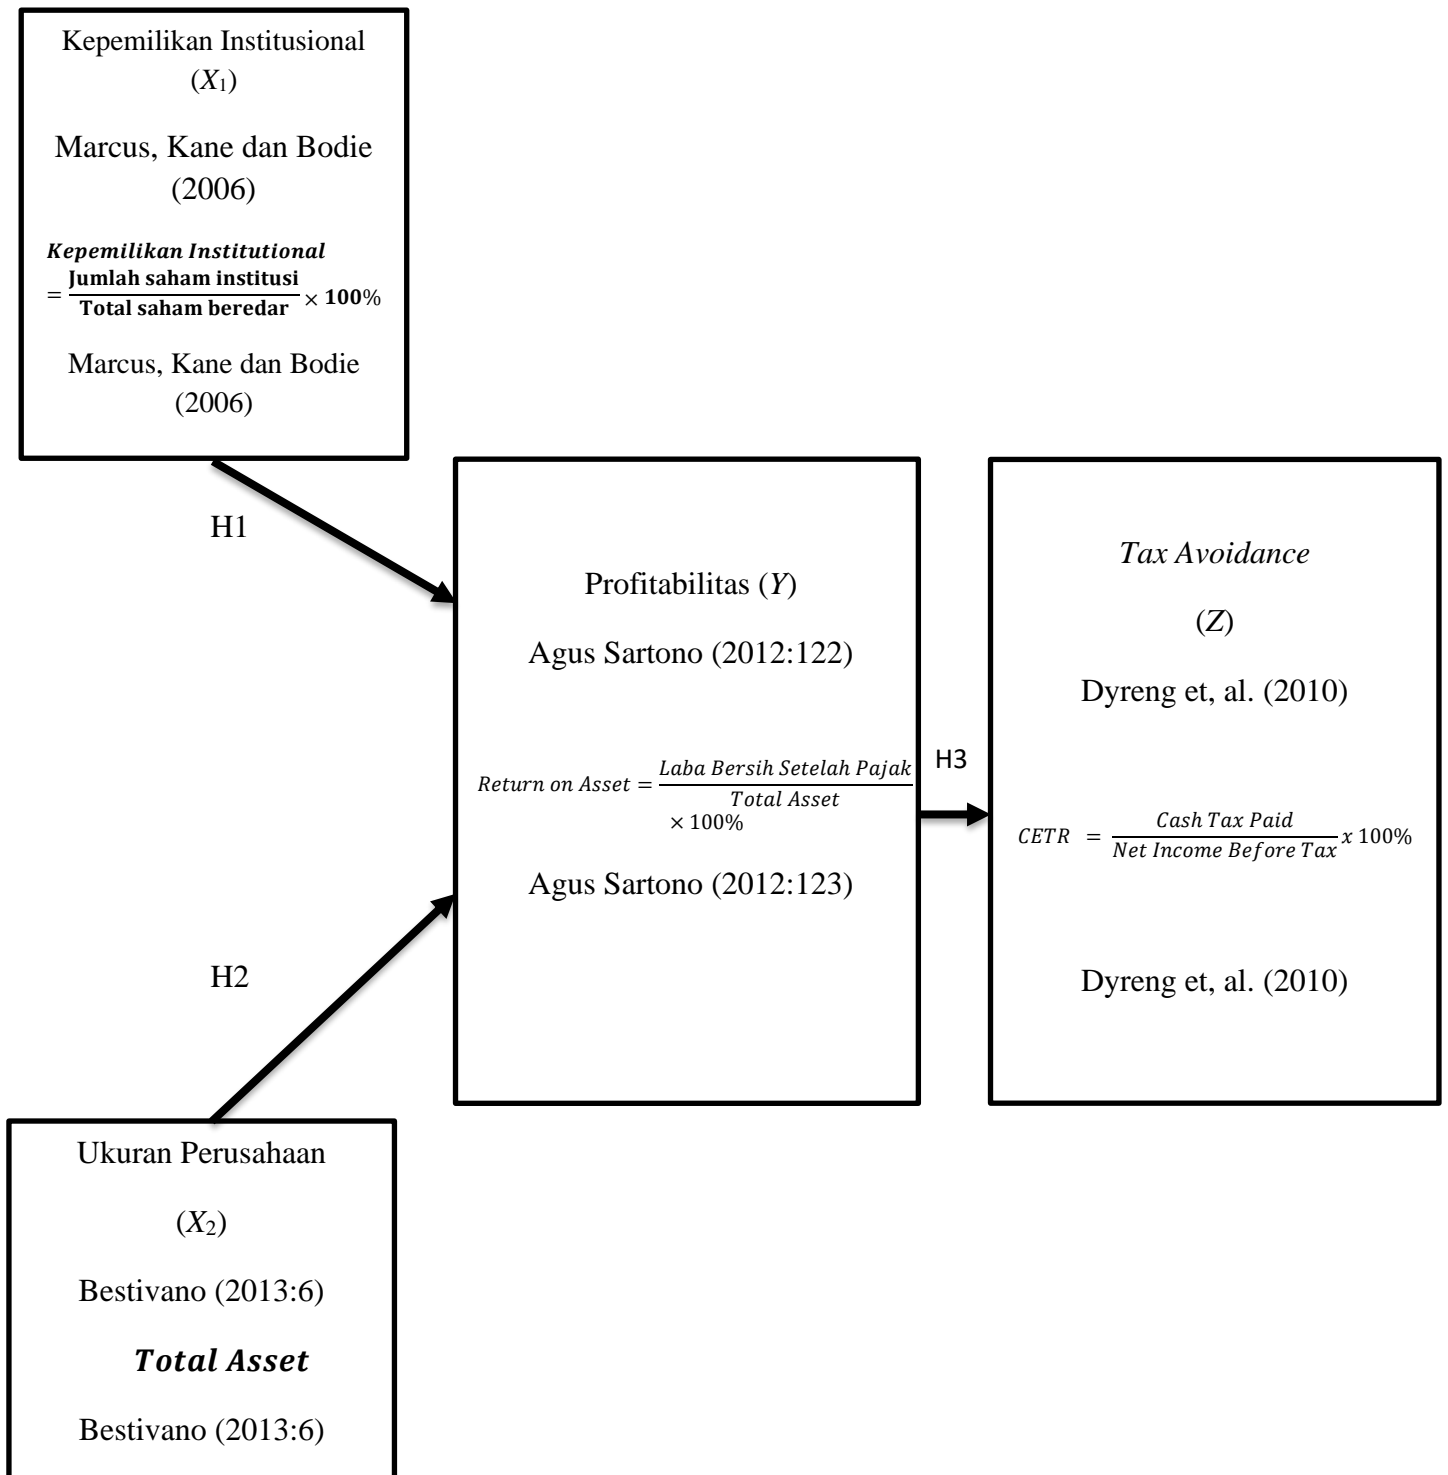 Kepemilikan Institusional
(X₁)
Marcus, Kane dan Bodie
(2006)
Kepemilikan Institutional
= Jumlah saham institusi / Total saham beredar × 100%
Marcus, Kane dan Bodie
(2006)
H1
Profitabilitas (Y)
Agus Sartono (2012:122)
Return on Asset = Laba Bersih Setelah Pajak / Total Asset
× 100%
Agus Sartono (2012:123)
H3
Tax Avoidance
(Z)
Dyreng et, al. (2010)
CETR = Cash Tax Paid / Net Income Before Tax x 100%
Dyreng et, al. (2010)
H2
Ukuran Perusahaan
(X₂)
Bestivano (2013:6)
Total Asset
Bestivano (2013:6)